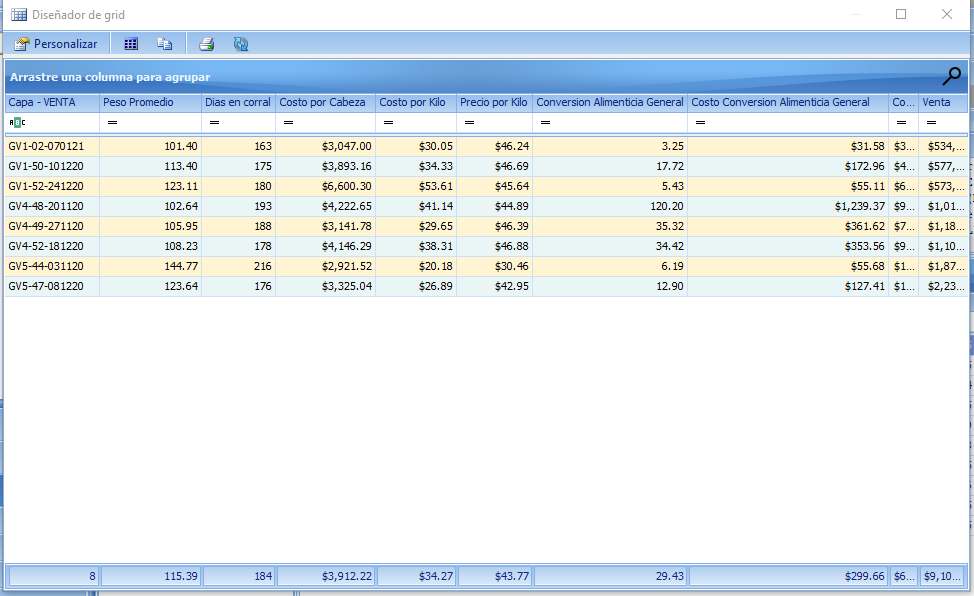 Diseñador de grid
Personalizar
Arrastre una columna para agrupar
Capa - VENTA Peso Promedio Dias en corral Costo por Cabeza Costo por Kilo Precio por Kilo Conversion Alimenticia General Costo Conversion Alimenticia General Co... Venta
ABC = = = = = = = = =
GV1-02-070121 101.40 163 $3,047.00 $30.05 $46.24 3.25 $31.58 $3... $534,...
GV1-50-101220 113.40 175 $3,893.16 $34.33 $46.69 17.72 $172.96 $4... $577,...
GV1-52-241220 123.11 180 $6,600.30 $53.61 $45.64 5.43 $55.11 $6... $573,...
GV4-48-201120 102.64 193 $4,222.65 $41.14 $44.89 120.20 $1,239.37 $9... $1,01...
GV4-49-271120 105.95 188 $3,141.78 $29.65 $46.39 35.32 $361.62 $7... $1,18...
GV4-52-181220 108.23 178 $4,146.29 $38.31 $46.88 34.42 $353.56 $9... $1,10...
GV5-44-031120 144.77 216 $2,921.52 $20.18 $30.46 6.19 $55.68 $1... $1,87...
GV5-47-081220 123.64 176 $3,325.04 $26.89 $42.95 12.90 $127.41 $1... $2,23...
8 115.39 184 $3,912.22 $34.27 $43.77 29.43 $299.66 $6... $9,10...